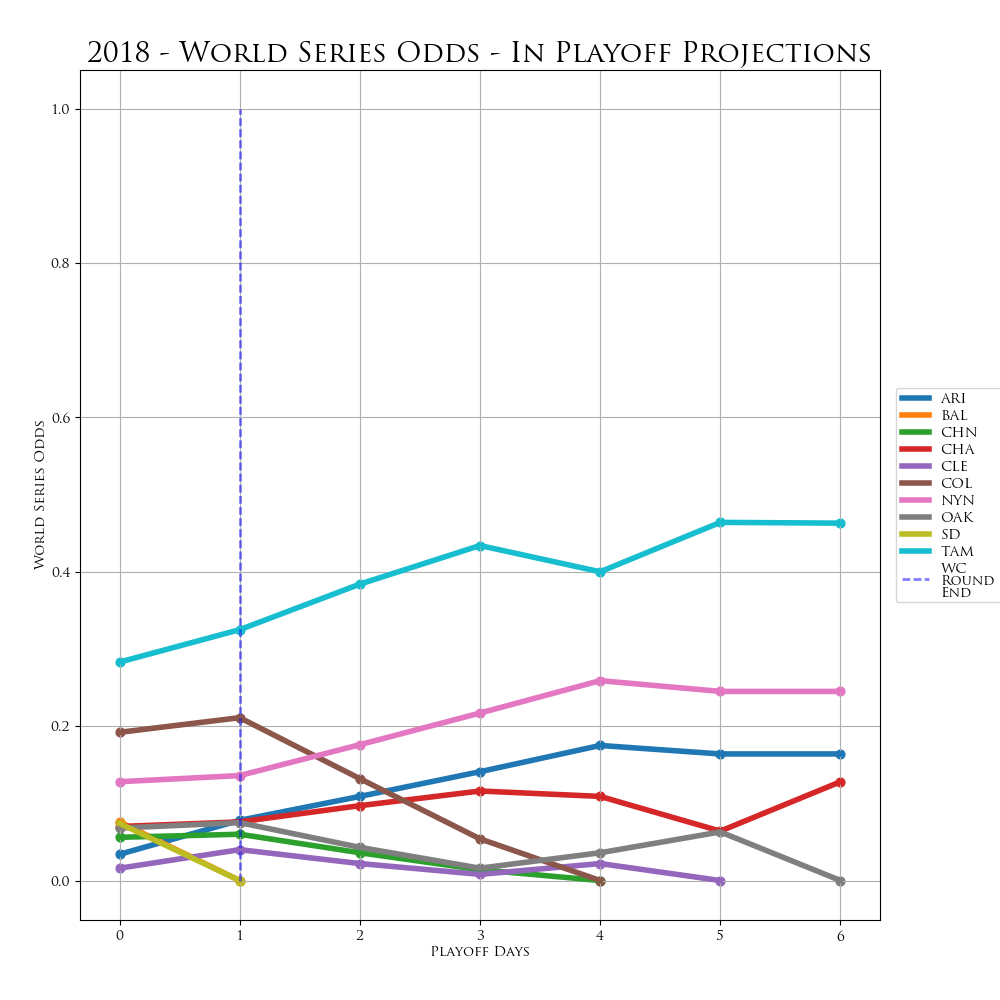 2018 - World Series Odds - In Playoff Projections
1.0
0.8
0.6
0.4
0.2
0.0
World Series Odds
0 1 2 3 4 5 6
Playoff Days
ARI
BAL
CHN
CHA
CLE
COL
NYN
OAK
SD
TAM
WC
Round
End